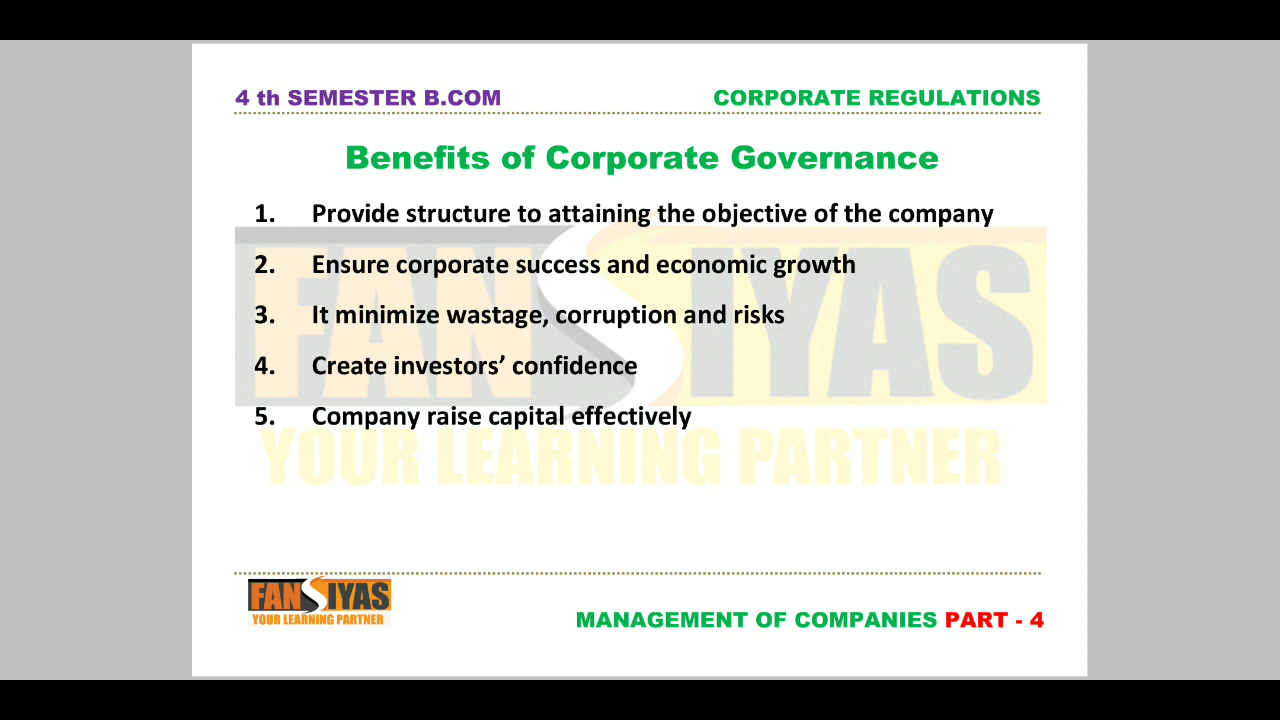 4 th SEMESTER B.COM CORPORATE REGULATIONS
Benefits of Corporate Governance
1. Provide structure to attaining the objective of the company
2. Ensure corporate success and economic growth
3. It minimize wastage, corruption and risks
4. Create investors’ confidence
5. Company raise capital effectively
FANSIYAS
YOUR LEARNING PARTNER
FANSIYAS
YOUR LEARNING PARTNER
MANAGEMENT OF COMPANIES PART - 4